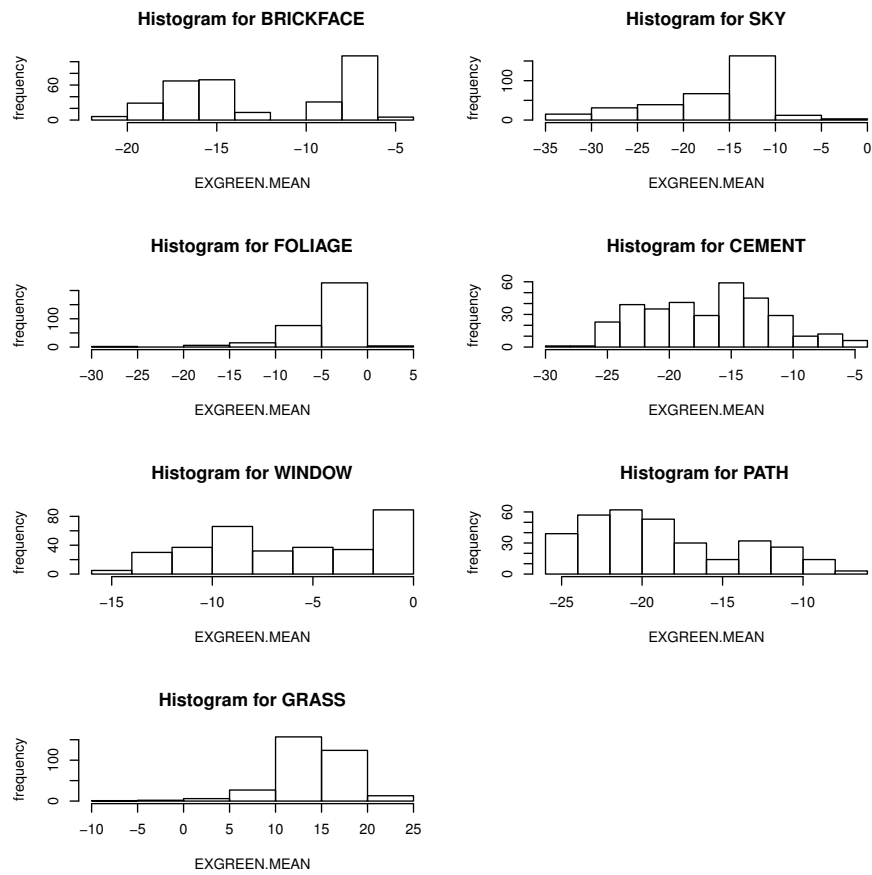 Histogram for BRICKFACE
frequency
0 60
−20 −15 −10 −5
EXGREEN.MEAN
Histogram for SKY
frequency
0 100
−35 −30 −25 −20 −15 −10 −5 0
EXGREEN.MEAN
Histogram for FOLIAGE
frequency
0 100
−30 −25 −20 −15 −10 −5 0 5
EXGREEN.MEAN
Histogram for CEMENT
frequency
0 30 60
−30 −25 −20 −15 −10 −5
EXGREEN.MEAN
Histogram for WINDOW
frequency
0 40 80
−15 −10 −5 0
EXGREEN.MEAN
Histogram for PATH
frequency
0 30 60
−25 −20 −15 −10
EXGREEN.MEAN
Histogram for GRASS
frequency
0 100
−10 −5 0 5 10 15 20 25
EXGREEN.MEAN